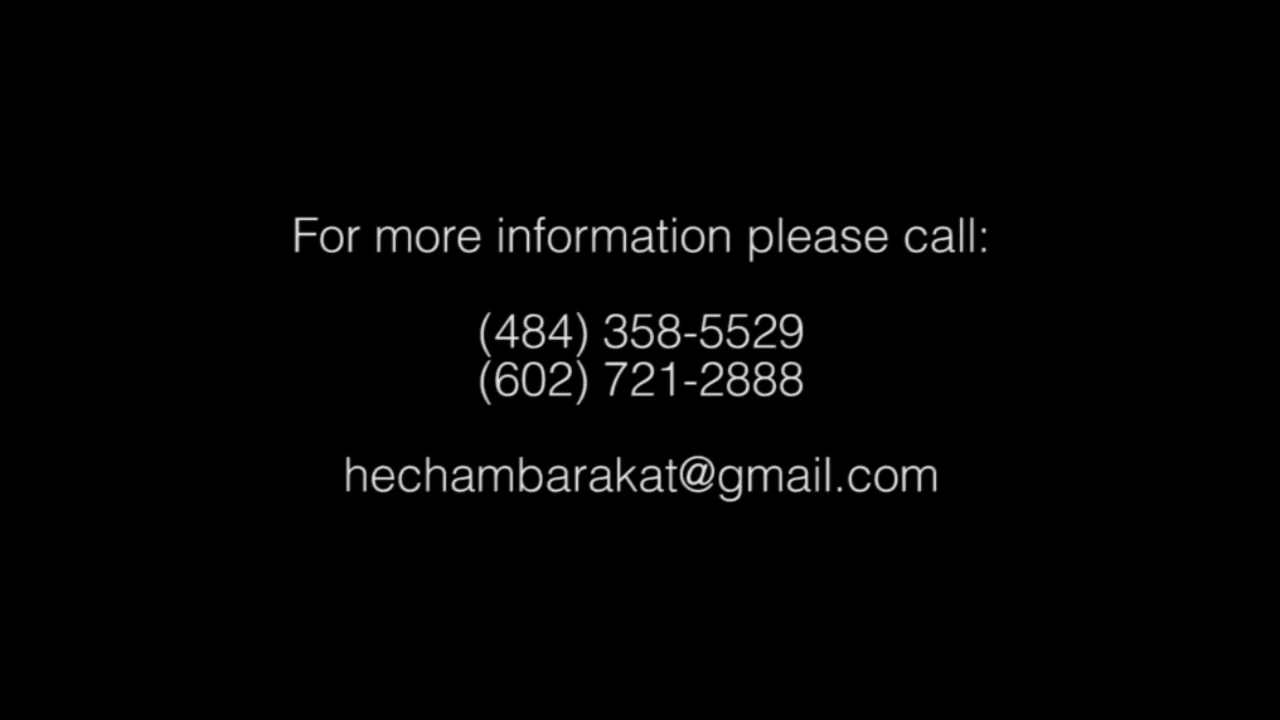 For more information please call:
(484) 358-5529
(602) 721-2888
hechambarakat@gmail.com